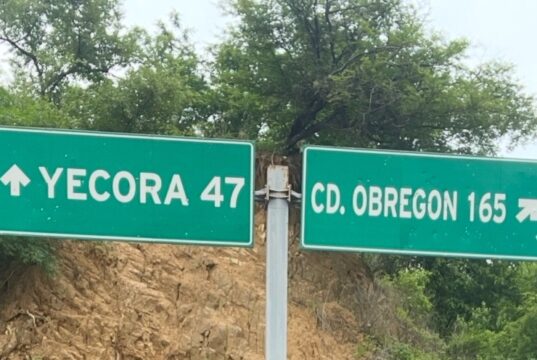 YECORA 47
CD. OBREGON 165